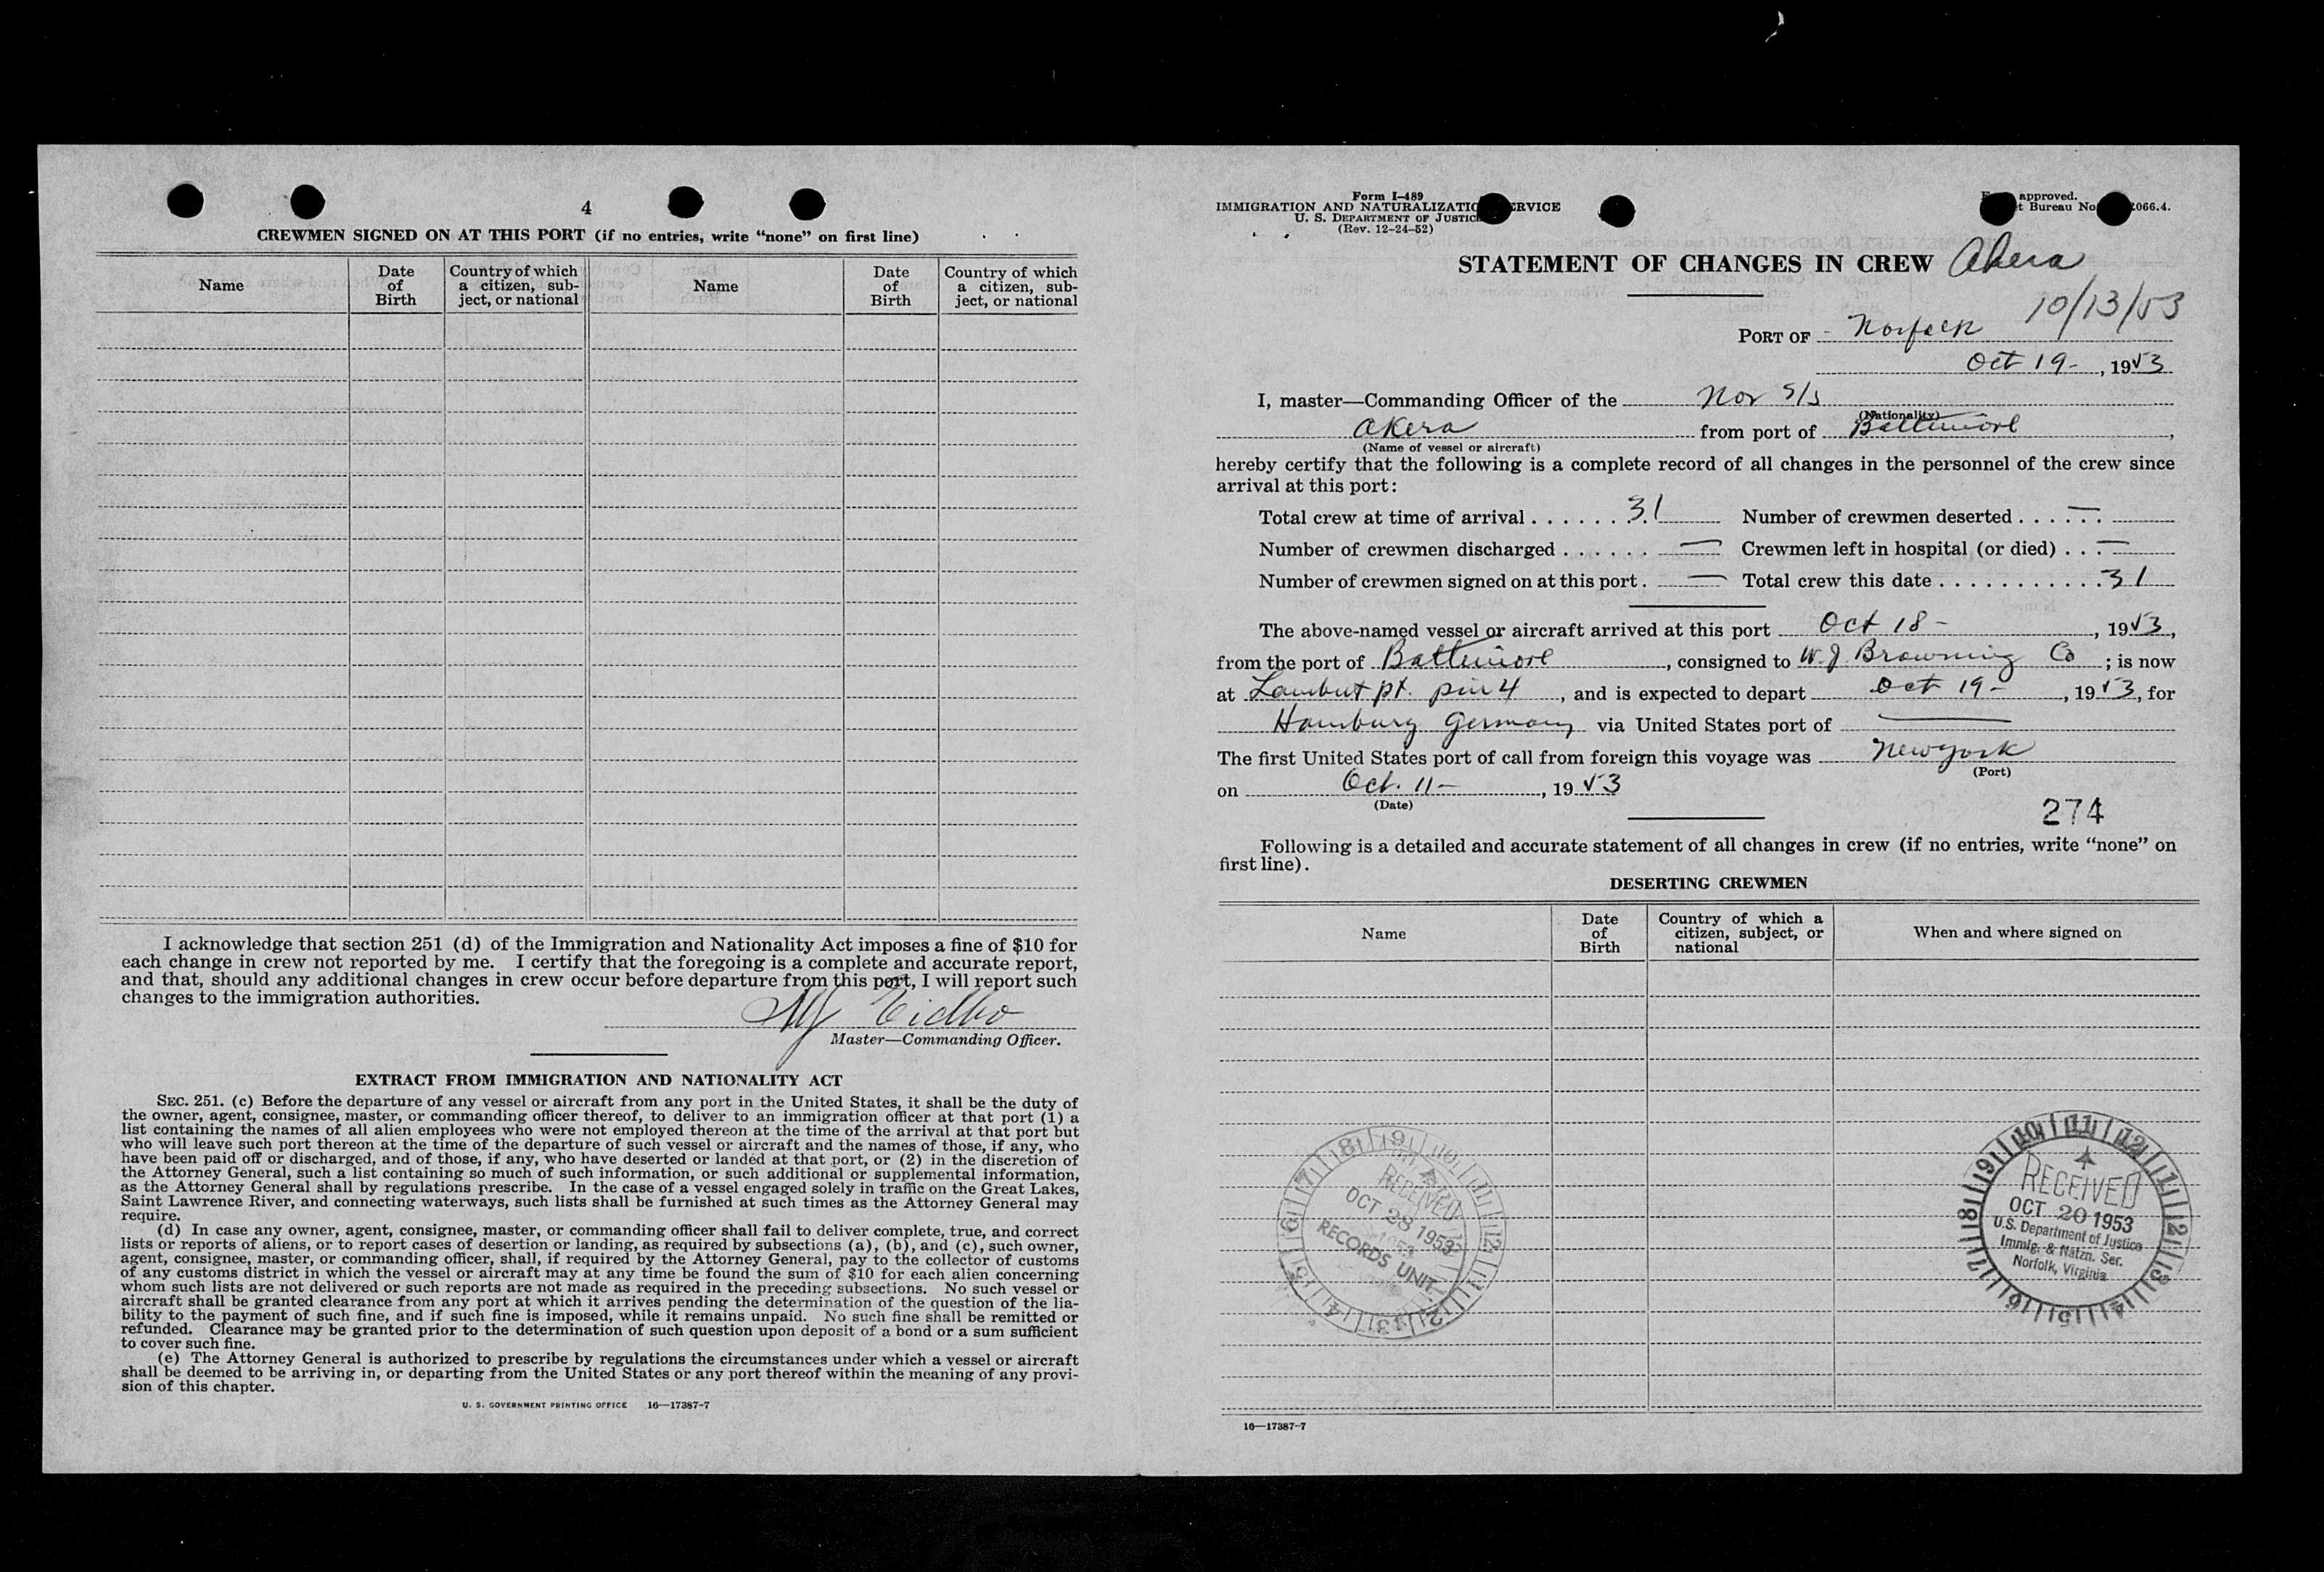 4
CREWMEN SIGNED ON AT THIS PORT (if no entries, write “none” on first line)
Name
Date of Birth
Country of which a citizen, sub-ject, or national
Name
Date of Birth
Country of which a citizen, sub-ject, or national
I acknowledge that section 251 (d) of the Immigration and Nationality Act imposes a fine of $10 for
each change in crew not reported by me. I certify that the foregoing is a complete and accurate report,
and that, should any additional changes in crew occur before departure from this port, I will report such
changes to the immigration authorities.
Master—Commanding Officer.
EXTRACT FROM IMMIGRATION AND NATIONALITY ACT
SEC. 251. (c) Before the departure of any vessel or aircraft from any port in the United States, it shall be the duty of
the owner, agent, consignee, master, or commanding officer thereof, to deliver to an immigration officer at that port (1) a
list containing the names of all alien employees who were not employed thereon at the time of the arrival at that port but
who will leave such port thereon at the time of the departure of such vessel or aircraft and the names of those, if any, who
have been paid off or discharged, and of those, if any, who have deserted or landed at that port, or (2) in the discretion of
the Attorney General, such a list containing so much of such information, or such additional or supplemental information,
as the Attorney General shall by regulations prescribe. In the case of a vessel engaged solely in traffic on the Great Lakes,
Saint Lawrence River, and connecting waterways, such lists shall be furnished at such times as the Attorney General may
require.
(d) In case any owner, agent, consignee, master, or commanding officer shall fail to deliver complete, true, and correct
lists or reports of aliens, or to report cases of desertion or landing, as required by subsections (a), (b), and (c), such owner,
agent, consignee, master, or commanding officer, shall, if required by the Attorney General, pay to the collector of customs
of any customs district in which the vessel or aircraft may at any time be found the sum of $10 for each alien concerning
whom such lists are not delivered or such reports are not made as required in the preceding subsections. No such vessel or
aircraft shall be granted clearance from any port at which it arrives pending the determination of the question of the lia-
bility to the payment of such fine, and if such fine is imposed, while it remains unpaid. No such fine shall be remitted or
refunded. Clearance may be granted prior to the determination of such question upon deposit of a bond or a sum sufficient
to cover such fine.
(e) The Attorney General is authorized to prescribe by regulations the circumstances under which a vessel or aircraft
shall be deemed to be arriving in, or departing from the United States or any port thereof within the meaning of any provi-
sion of this chapter.
U. S. GOVERNMENT PRINTING OFFICE 16—17387-7
Form I-489
IMMIGRATION AND NATURALIZATIO RVICE
U. S. DEPARTMENT OF JUSTIC
(Rev. 12-24-52)
approved.
t Bureau No. 066.4.
STATEMENT OF CHANGES IN CREW Akera
10/13/53
PORT OF - Norfolk
Oct 19-, 1953
I, master—Commanding Officer of the Nor S/S
(Nationality)
Akera from port of Baltimore,
(Name of vessel or aircraft)
hereby certify that the following is a complete record of all changes in the personnel of the crew since
arrival at this port:
Total crew at time of arrival . . . . . . . 31 Number of crewmen deserted . . . . . . —
Number of crewmen discharged . . . . . . — Crewmen left in hospital (or died) . . . —
Number of crewmen signed on at this port . — Total crew this date . . . . . . . . . . . 31
The above-named vessel or aircraft arrived at this port Oct 18-, 1953,
from the port of Baltimore, consigned to W.J. Browning Co ; is now
at Lambert pt. pier 4, and is expected to depart Oct 19-, 1953, for
Hamburg Germany via United States port of —
The first United States port of call from foreign this voyage was New york
(Port)
on Oct. 11-, 1953
(Date)
274
Following is a detailed and accurate statement of all changes in crew (if no entries, write “none” on
first line).
DESERTING CREWMEN
Name
Date of Birth
Country of which a citizen, subject, or national
When and where signed on
RECEIVED
OCT 28 1953
RECORDS UNIT
RECEIVED
OCT 20 1953
U.S. Department of Justice
Immig. & Natzn. Ser.
Norfolk, Virginia
16—17387-7